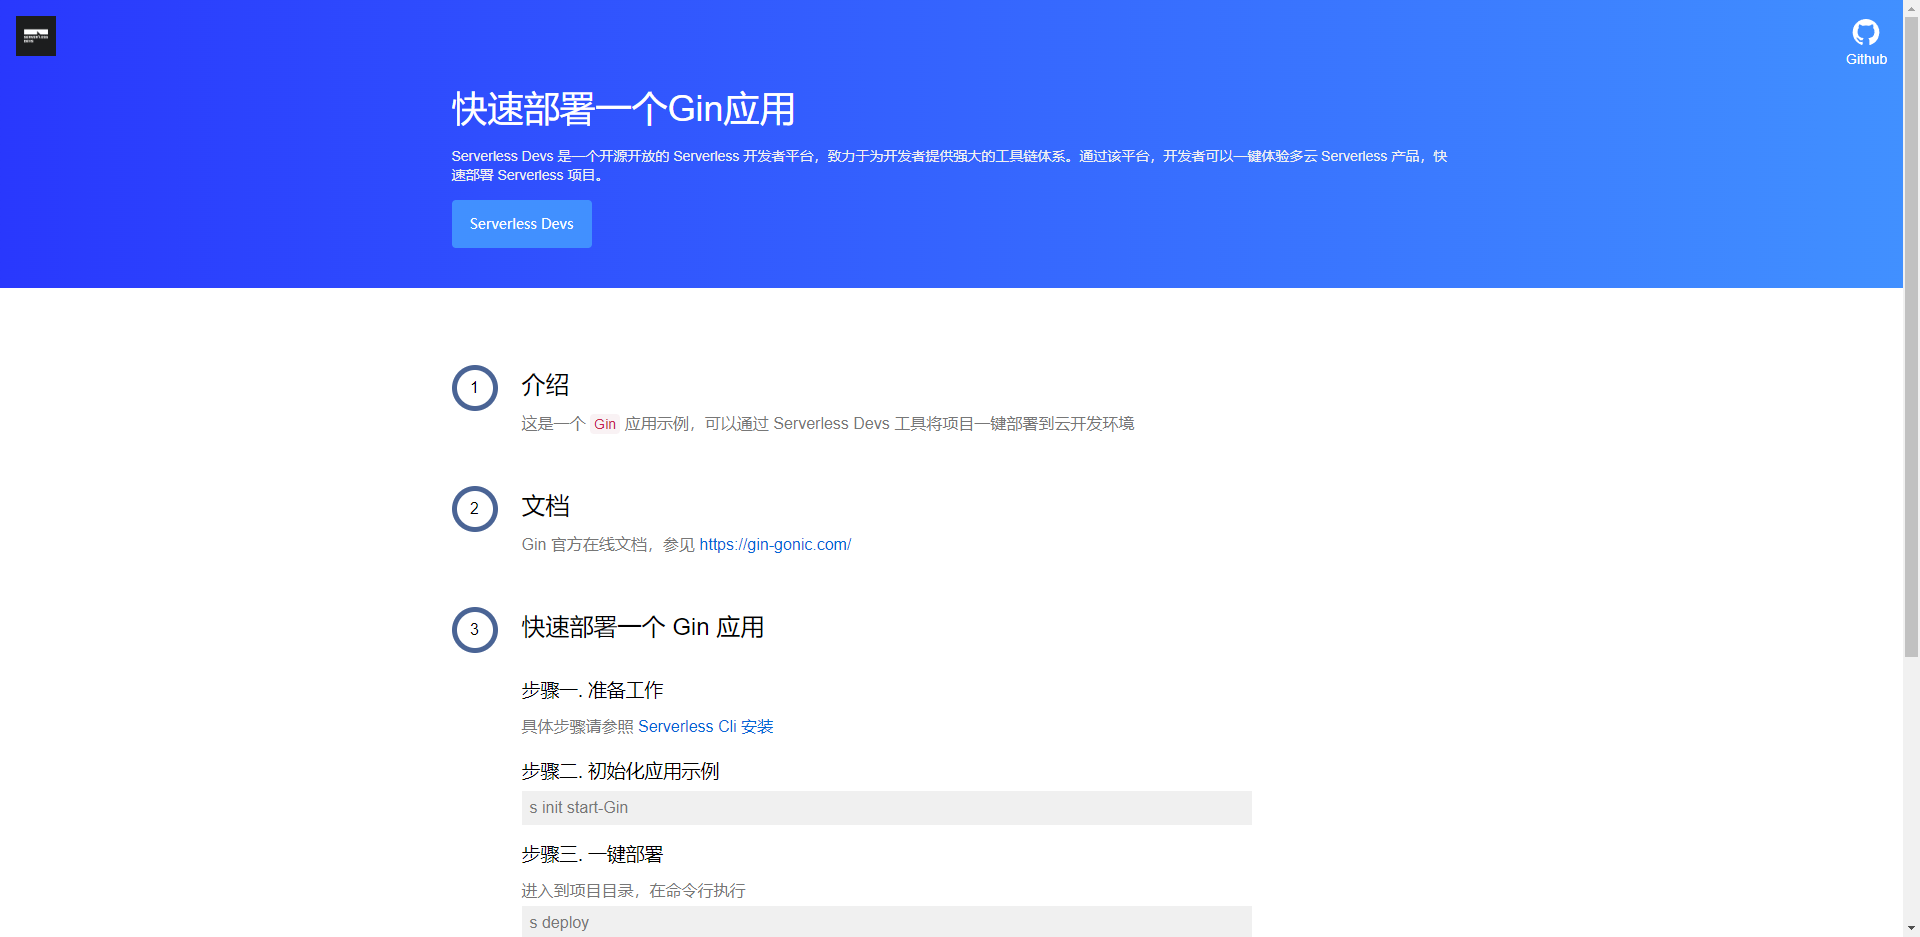 Github
快速部署一个Gin应用
Serverless Devs 是一个开源开放的 Serverless 开发者平台，致力于为开发者提供强大的工具链体系。通过该平台，开发者可以一键体验多云 Serverless 产品，快
速部署 Serverless 项目。
Serverless Devs
1 介绍
这是一个 Gin 应用示例，可以通过 Serverless Devs 工具将项目一键部署到云开发环境
2 文档
Gin 官方在线文档，参见 https://gin-gonic.com/
3 快速部署一个 Gin 应用
步骤一. 准备工作
具体步骤请参照 Serverless Cli 安装
步骤二. 初始化应用示例
s init start-Gin
步骤三. 一键部署
进入到项目目录，在命令行执行
s deploy